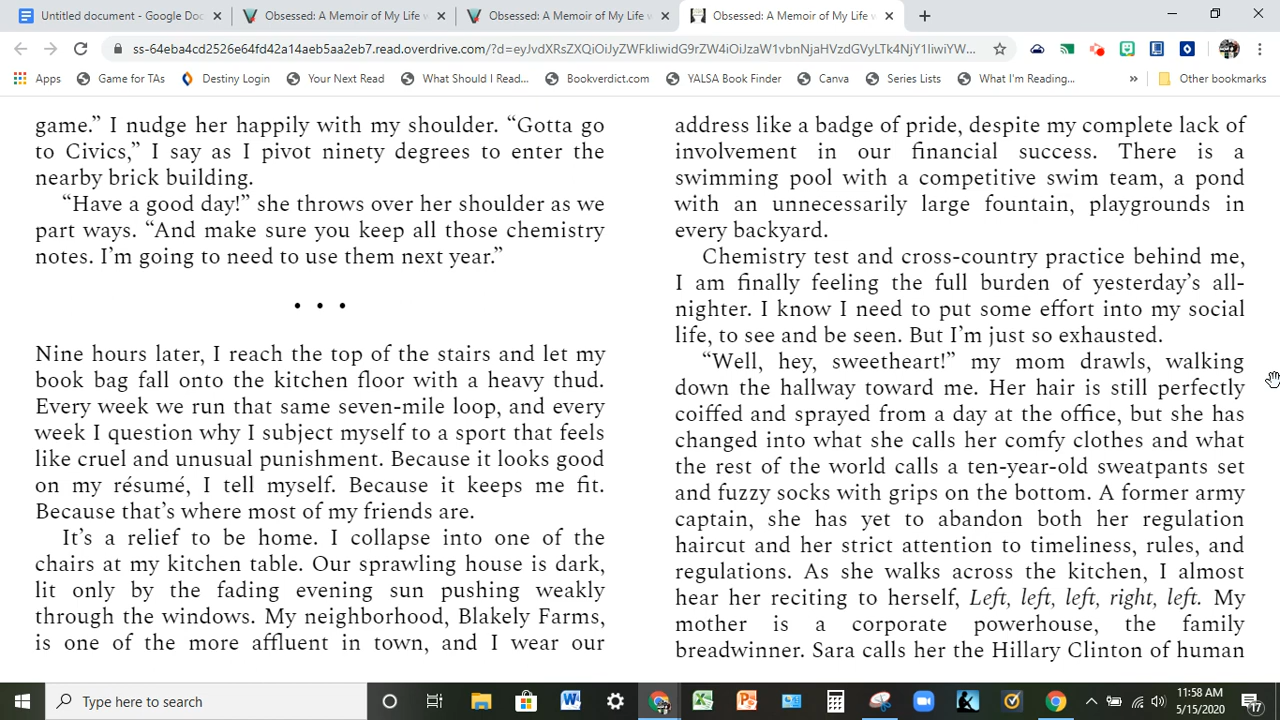 Untitled document - Google Doc
Obsessed: A Memoir of My Life w
Obsessed: A Memoir of My Life w
Obsessed: A Memoir of My Life w
ss-64eba4cd2526e64fd42a14aeb5aa2eb7.read.overdrive.com/?d=eyJvdXRsZXQiOiJyZWFkIiwidG9rZW4iOiJzaW1vbnNjaHVzdGVyLTk4NjY1IiwiYW...
Apps
Game for TAs
Destiny Login
Your Next Read
What Should I Read...
Bookverdict.com
YALSA Book Finder
Canva
Series Lists
What I'm Reading...
»
Other bookmarks
game.” I nudge her happily with my shoulder. “Gotta go
to Civics,” I say as I pivot ninety degrees to enter the
nearby brick building.
“Have a good day!” she throws over her shoulder as we
part ways. “And make sure you keep all those chemistry
notes. I’m going to need to use them next year.”
• • •
Nine hours later, I reach the top of the stairs and let my
book bag fall onto the kitchen floor with a heavy thud.
Every week we run that same seven-mile loop, and every
week I question why I subject myself to a sport that feels
like cruel and unusual punishment. Because it looks good
on my résumé, I tell myself. Because it keeps me fit.
Because that’s where most of my friends are.
It’s a relief to be home. I collapse into one of the
chairs at my kitchen table. Our sprawling house is dark,
lit only by the fading evening sun pushing weakly
through the windows. My neighborhood, Blakely Farms,
is one of the more affluent in town, and I wear our
address like a badge of pride, despite my complete lack of
involvement in our financial success. There is a
swimming pool with a competitive swim team, a pond
with an unnecessarily large fountain, playgrounds in
every backyard.
Chemistry test and cross-country practice behind me,
I am finally feeling the full burden of yesterday’s all-
nighter. I know I need to put some effort into my social
life, to see and be seen. But I’m just so exhausted.
“Well, hey, sweetheart!” my mom drawls, walking
down the hallway toward me. Her hair is still perfectly
coiffed and sprayed from a day at the office, but she has
changed into what she calls her comfy clothes and what
the rest of the world calls a ten-year-old sweatpants set
and fuzzy socks with grips on the bottom. A former army
captain, she has yet to abandon both her regulation
haircut and her strict attention to timeliness, rules, and
regulations. As she walks across the kitchen, I almost
hear her reciting to herself, Left, left, left, right, left. My
mother is a corporate powerhouse, the family
breadwinner. Sara calls her the Hillary Clinton of human
Type here to search
11:58 AM
5/15/2020
17